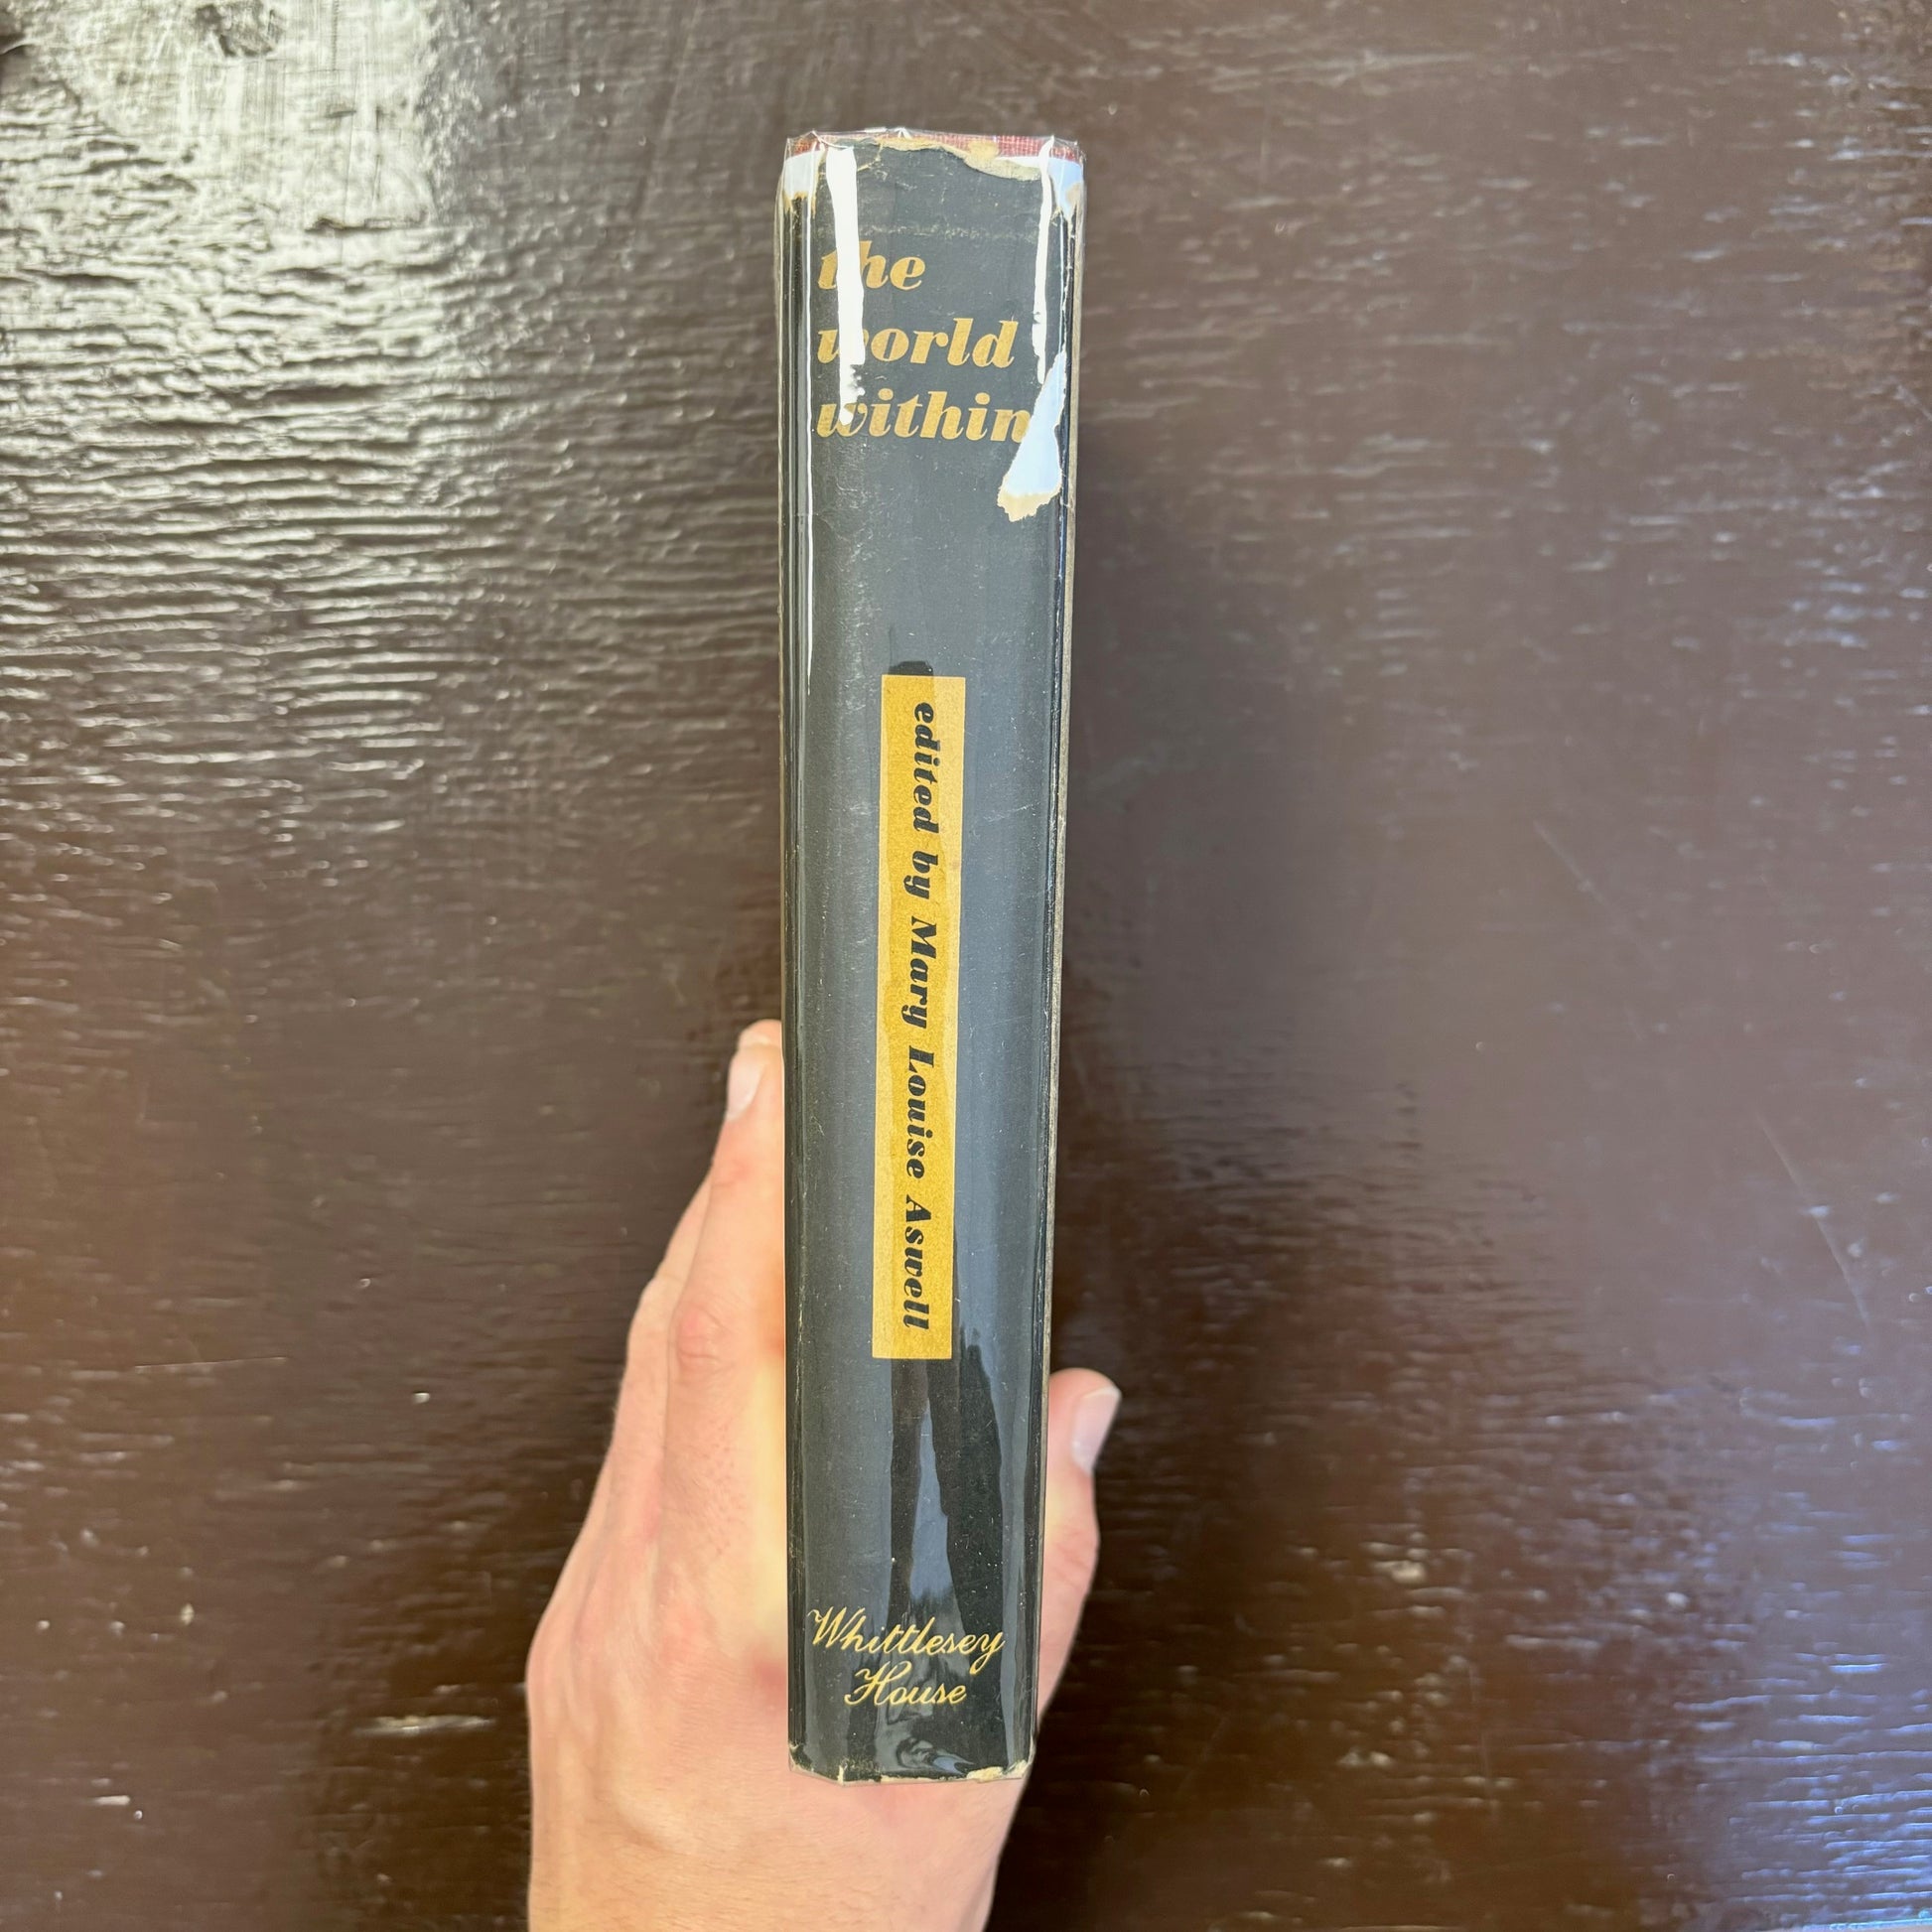 the
world
within
edited by Mary Louise Aswell
Whittlesey
House